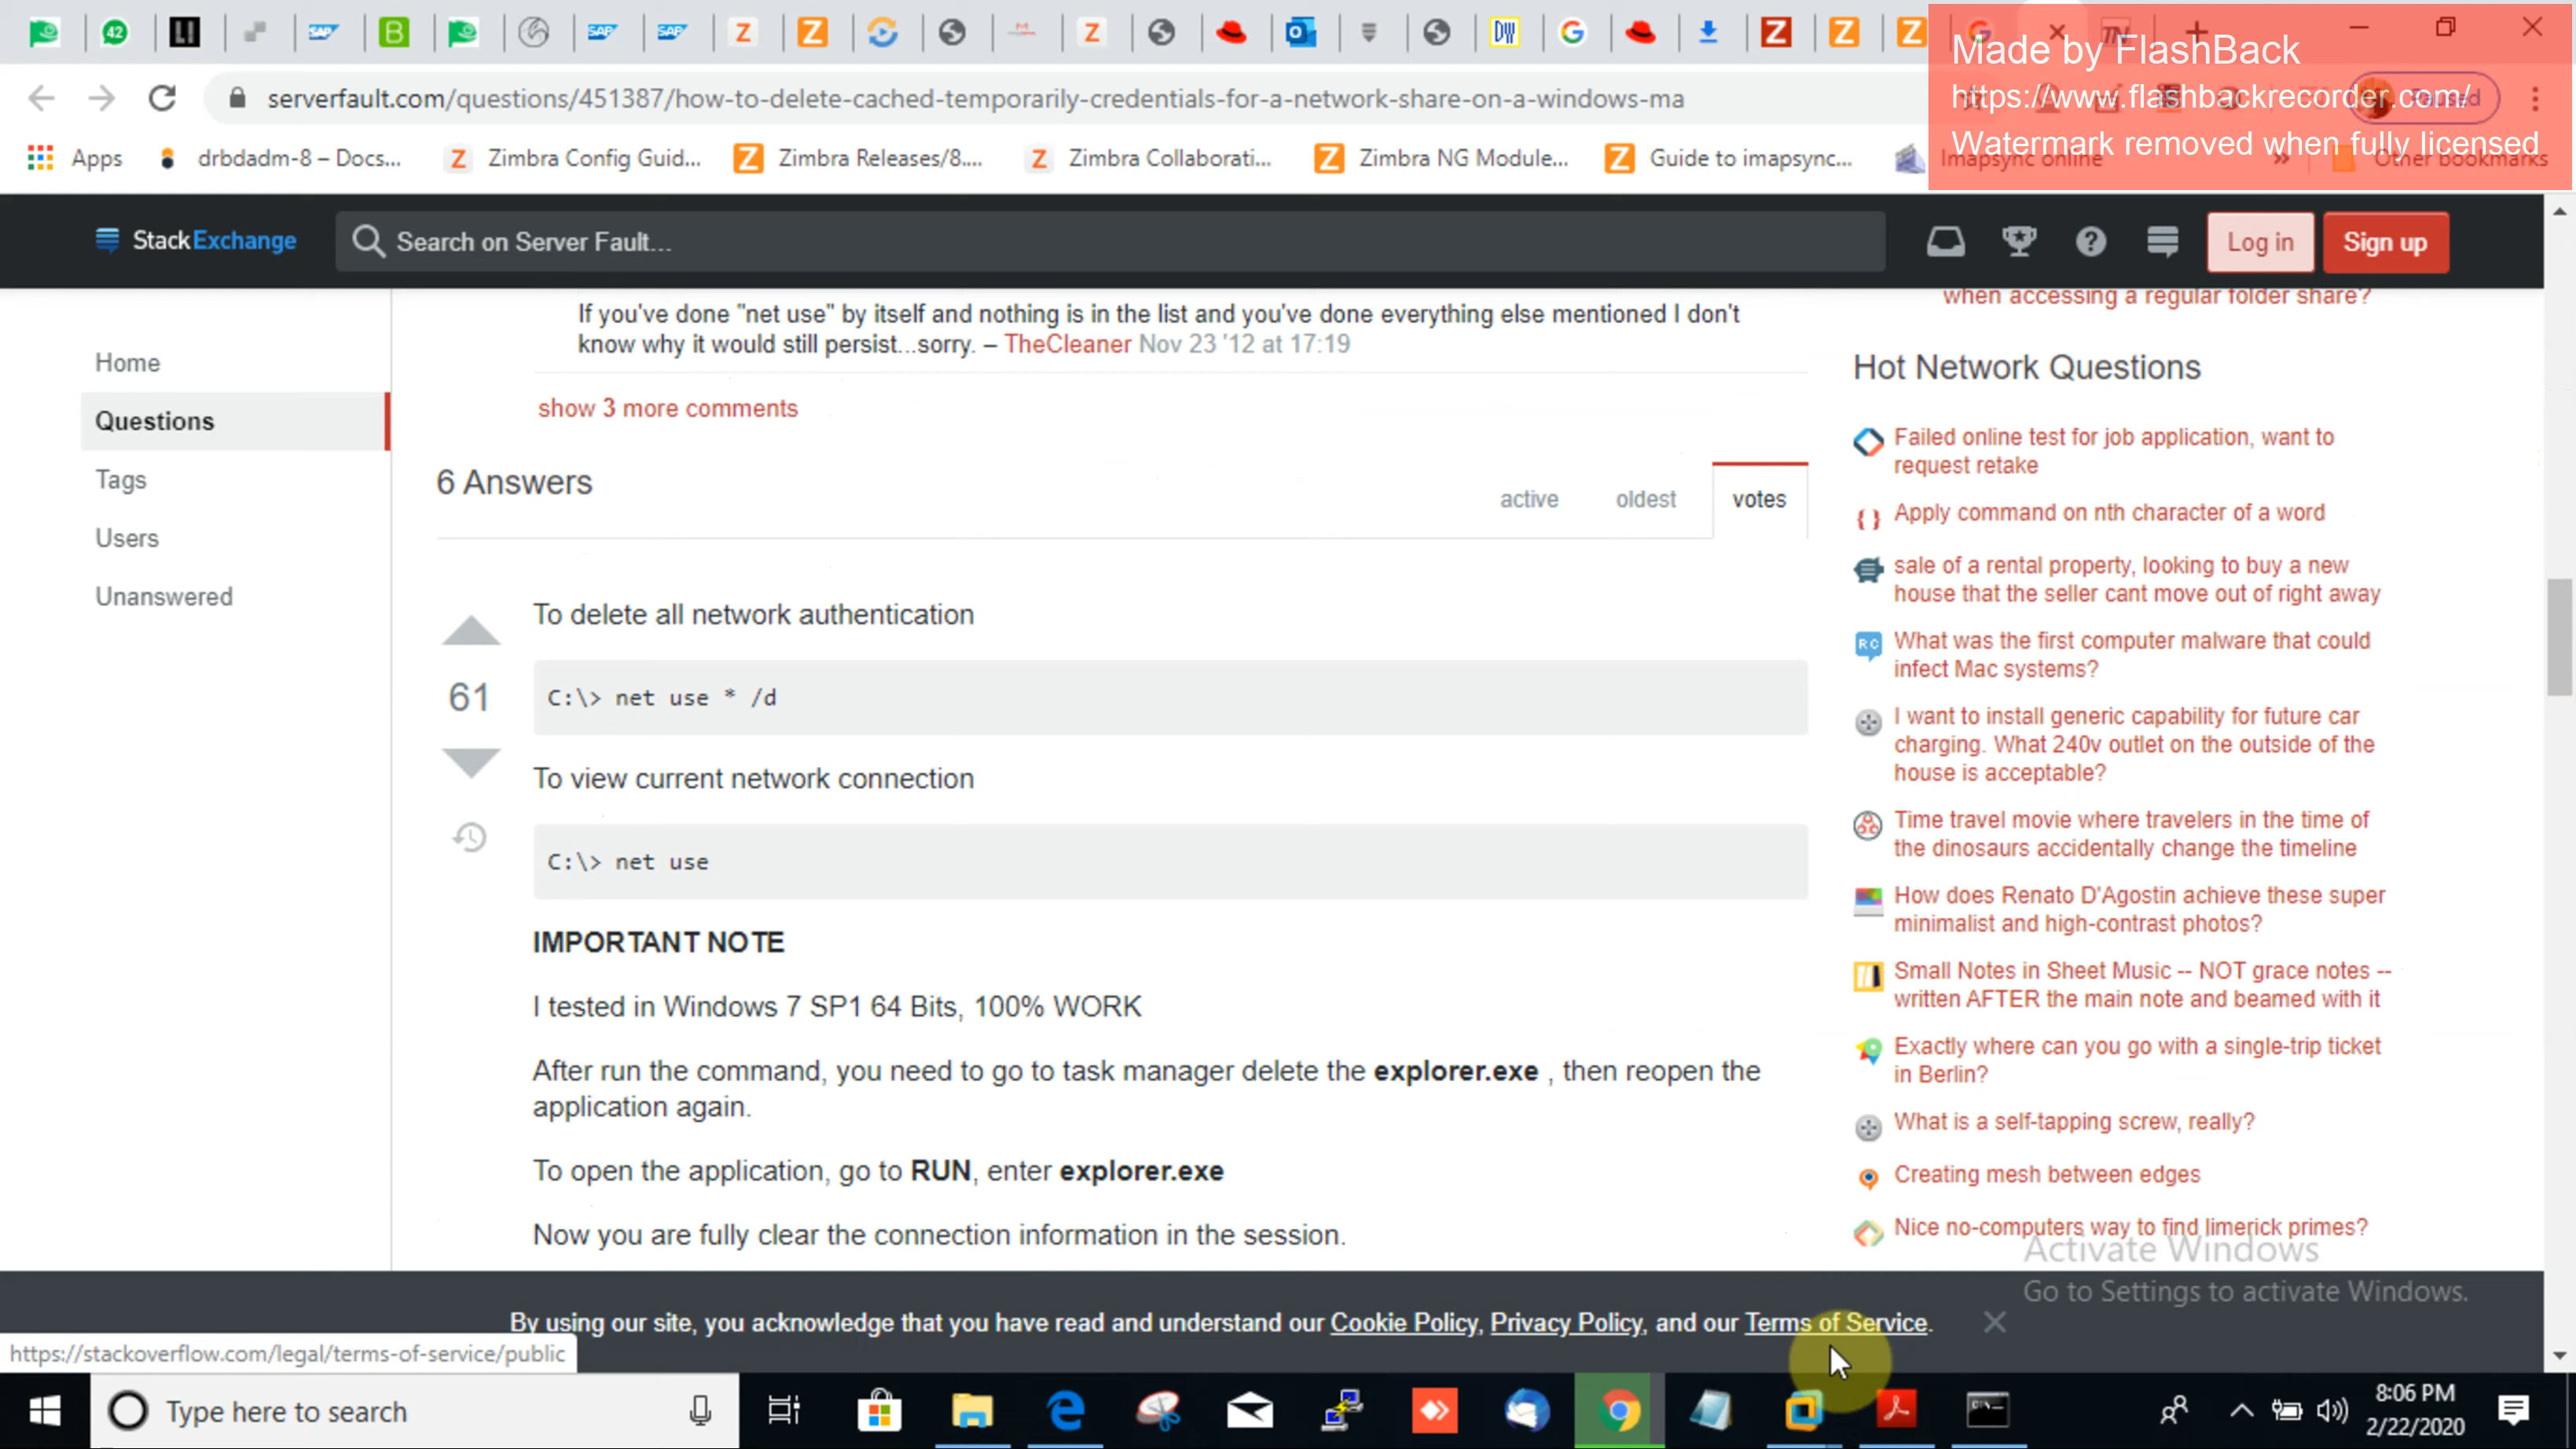 42
Made by FlashBack
serverfault.com/questions/451387/how-to-delete-cached-temporarily-credentials-for-a-network-share-on-a-windows-ma
https://www.flashbackrecorder.com/
Paused
Watermark removed when fully licensed
Apps
drbdadm-8 – Docs...
Zimbra Config Guid...
Zimbra Releases/8....
Zimbra Collaborati...
Zimbra NG Module...
Guide to imapsync...
Imapsync online
Other bookmarks
StackExchange
Search on Server Fault...
Log in
Sign up
when accessing a regular folder share?
If you've done "net use" by itself and nothing is in the list and you've done everything else mentioned I don't
know why it would still persist...sorry. – TheCleaner Nov 23 '12 at 17:19
show 3 more comments
Home
Questions
Tags
Users
Unanswered
6 Answers
active
oldest
votes
To delete all network authentication
61
C:\> net use * /d
To view current network connection
C:\> net use
IMPORTANT NOTE
I tested in Windows 7 SP1 64 Bits, 100% WORK
After run the command, you need to go to task manager delete the explorer.exe , then reopen the
application again.
To open the application, go to RUN, enter explorer.exe
Now you are fully clear the connection information in the session.
Hot Network Questions
Failed online test for job application, want to
request retake
Apply command on nth character of a word
sale of a rental property, looking to buy a new
house that the seller cant move out of right away
What was the first computer malware that could
infect Mac systems?
I want to install generic capability for future car
charging. What 240v outlet on the outside of the
house is acceptable?
Time travel movie where travelers in the time of
the dinosaurs accidentally change the timeline
How does Renato D'Agostin achieve these super
minimalist and high-contrast photos?
Small Notes in Sheet Music -- NOT grace notes --
written AFTER the main note and beamed with it
Exactly where can you go with a single-trip ticket
in Berlin?
What is a self-tapping screw, really?
Creating mesh between edges
Nice no-computers way to find limerick primes?
Activate Windows
Go to Settings to activate Windows.
By using our site, you acknowledge that you have read and understand our Cookie Policy, Privacy Policy, and our Terms of Service.
https://stackoverflow.com/legal/terms-of-service/public
Type here to search
8:06 PM
2/22/2020